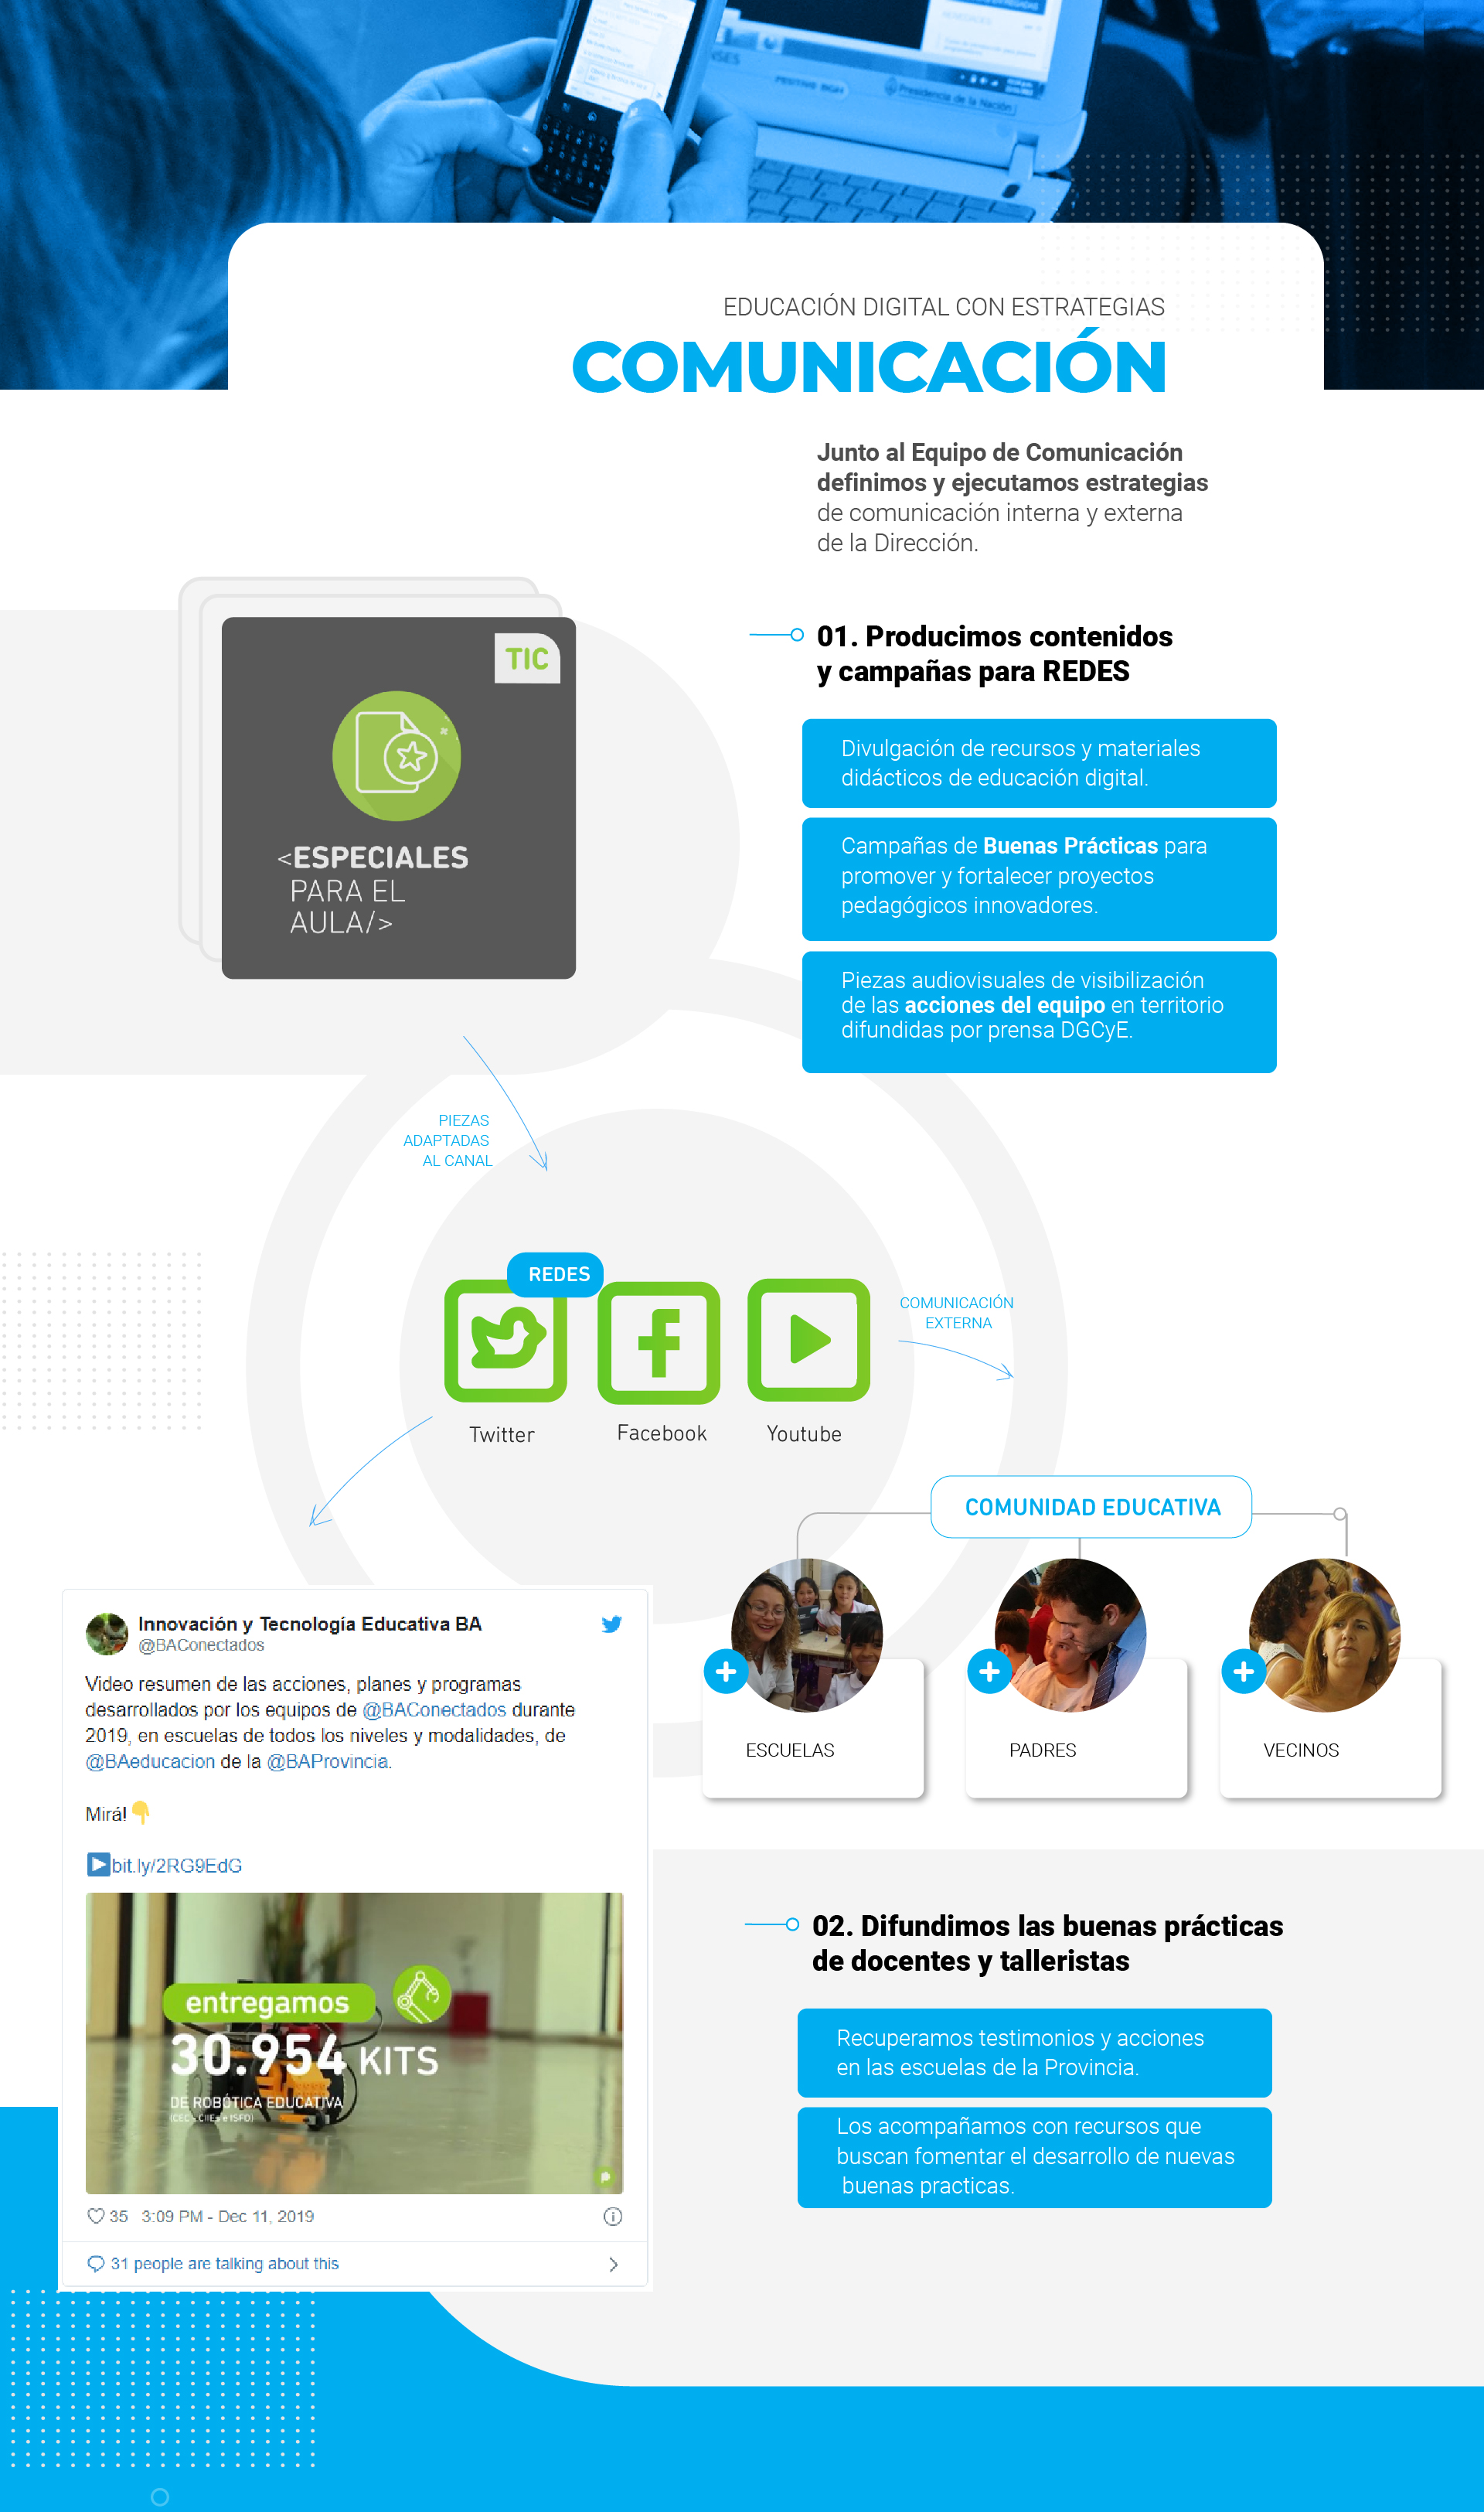 Presidencia de la Nación
EDUCACIÓN DIGITAL CON ESTRATEGIAS
COMUNICACIÓN
Junto al Equipo de Comunicación
definimos y ejecutamos estrategias
de comunicación interna y externa
de la Dirección.
TIC
<ESPECIALES
PARA EL
AULA/>
01. Producimos contenidos
y campañas para REDES
Divulgación de recursos y materiales
didácticos de educación digital.
Campañas de Buenas Prácticas para
promover y fortalecer proyectos
pedagógicos innovadores.
Piezas audiovisuales de visibilización
de las acciones del equipo en territorio
difundidas por prensa DGCyE.
PIEZAS
ADAPTADAS
AL CANAL
REDES
Twitter
Facebook
Youtube
COMUNICACIÓN
EXTERNA
COMUNIDAD EDUCATIVA
ESCUELAS
PADRES
VECINOS
Innovación y Tecnología Educativa BA
@BAConectados
Video resumen de las acciones, planes y programas
desarrollados por los equipos de @BAConectados durante
2019, en escuelas de todos los niveles y modalidades, de
@BAeducacion de la @BAProvincia.
Mirá!
bit.ly/2RG9EdG
entregamos
30.954 KITS
DE ROBÓTICA EDUCATIVA
(CEC - CIIEs e ISFD)
35 3:09 PM - Dec 11, 2019
31 people are talking about this
02. Difundimos las buenas prácticas
de docentes y talleristas
Recuperamos testimonios y acciones
en las escuelas de la Provincia.
Los acompañamos con recursos que
buscan fomentar el desarrollo de nuevas
buenas practicas.